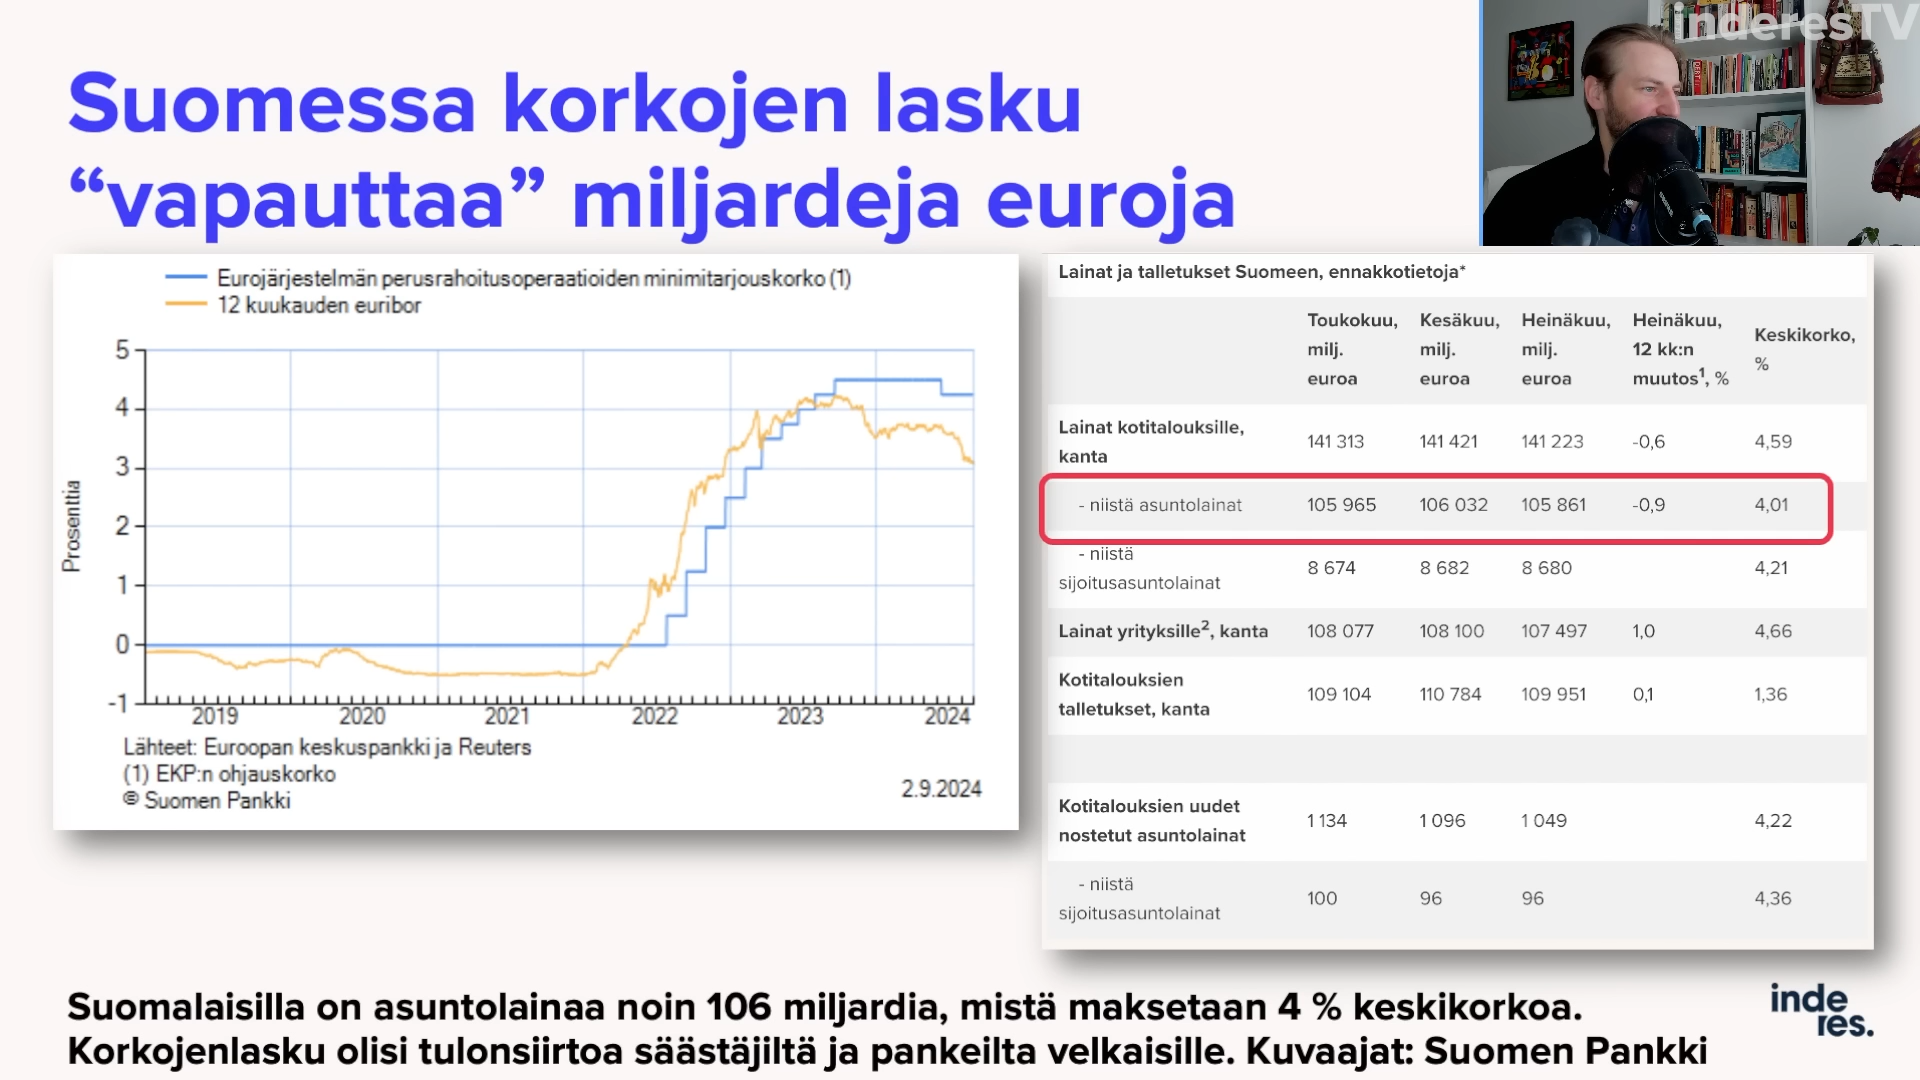 inderesTV
Suomessa korkojen lasku
“vapauttaa” miljardeja euroja
Eurojärjestelmän perusrahoitusoperaatioiden minimitarjouskorko (1)
12 kuukauden euribor
Prosentia
5
4
3
2
1
0
-1
2019 2020 2021 2022 2023 2024
Lähteet: Euroopan keskuspankki ja Reuters
(1) EKP:n ohjauskorko
© Suomen Pankki
2.9.2024
Lainat ja talletukset Suomeen, ennakkotietoja*
Toukokuu, milj. euroa Kesäkuu, milj. euroa Heinäkuu, milj. euroa Heinäkuu, 12 kk:n muutos¹, % Keskikorko, %
Lainat kotitalouksille, kanta 141 313 141 421 141 223 -0,6 4,59
- niistä asuntolainat 105 965 106 032 105 861 -0,9 4,01
- niistä sijoitusasuntolainat 8 674 8 682 8 680 4,21
Lainat yrityksille², kanta 108 077 108 100 107 497 1,0 4,66
Kotitalouksien talletukset, kanta 109 104 110 784 109 951 0,1 1,36
Kotitalouksien uudet nostetut asuntolainat 1 134 1 096 1 049 4,22
- niistä sijoitusasuntolainat 100 96 96 4,36
Suomalaisilla on asuntolainaa noin 106 miljardia, mistä maksetaan 4 % keskikorkoa.
Korkojenlasku olisi tulonsiirtoa säästäjiltä ja pankeilta velkaisille. Kuvaajat: Suomen Pankki
inde
res.